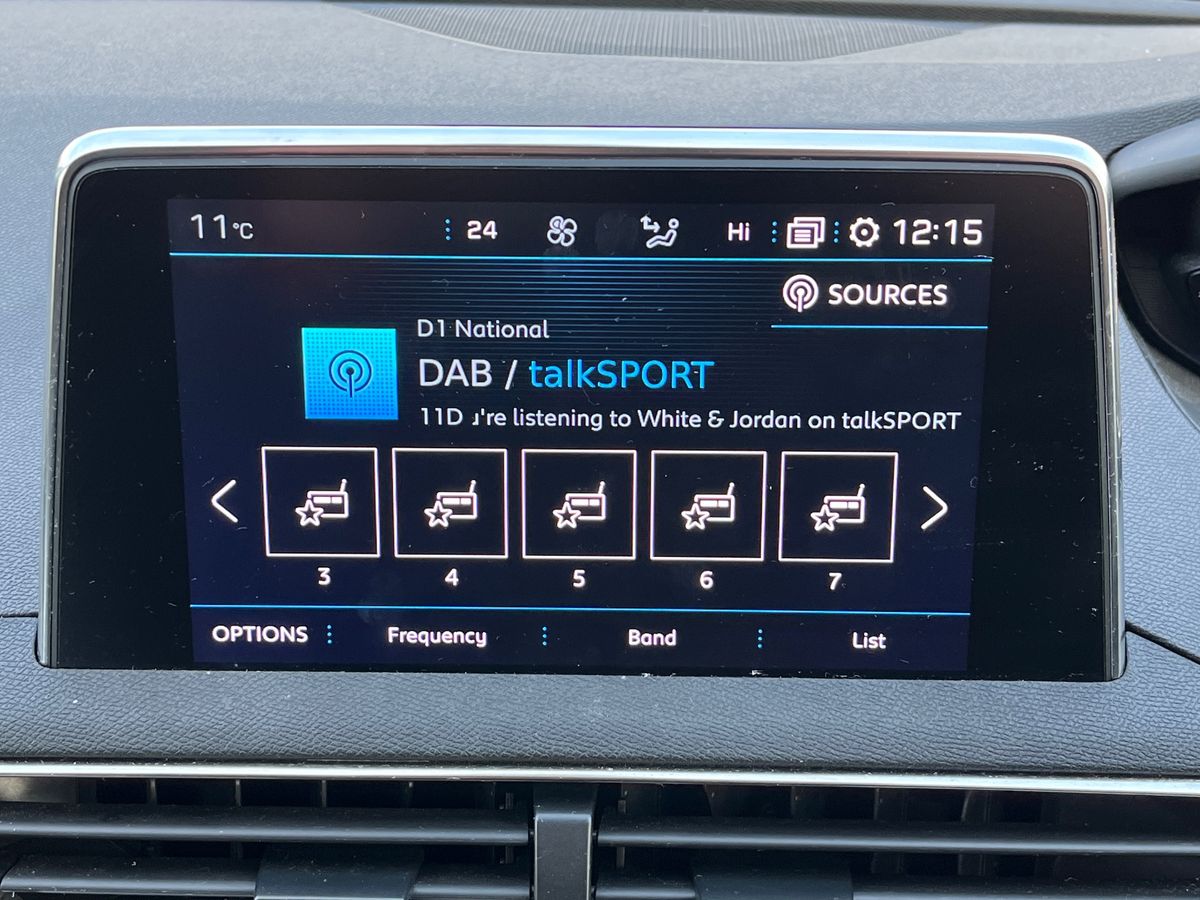 11°C 24 Hi 12:15
SOURCES
D1 National
DAB / talkSPORT
11D 're listening to White & Jordan on talkSPORT
3 4 5 6 7
OPTIONS Frequency Band List